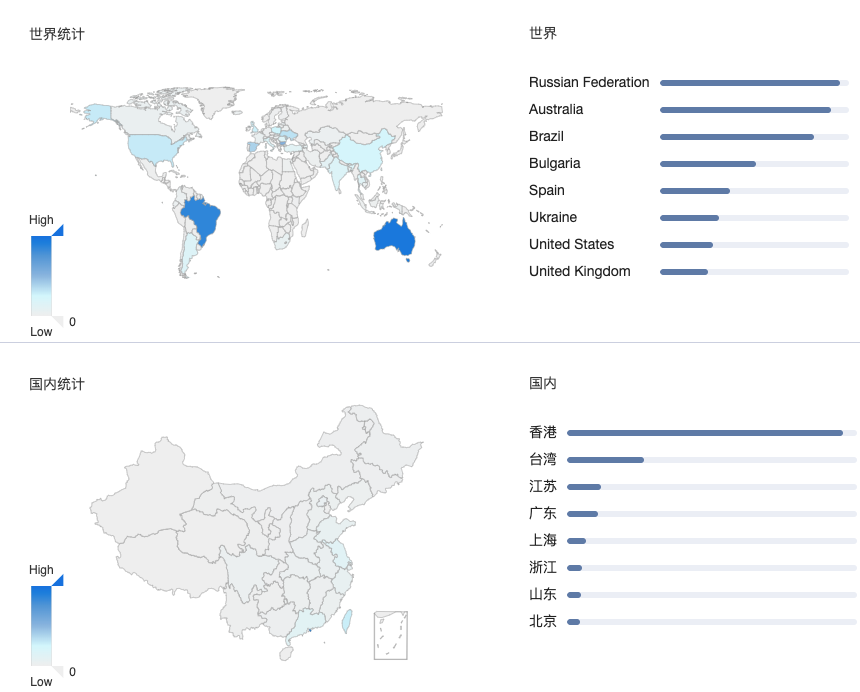 世界统计
世界
Russian Federation
Australia
Brazil
Bulgaria
Spain
Ukraine
United States
United Kingdom
High
0
Low
国内统计
国内
香港
台湾
江苏
广东
上海
浙江
山东
北京
High
0
Low